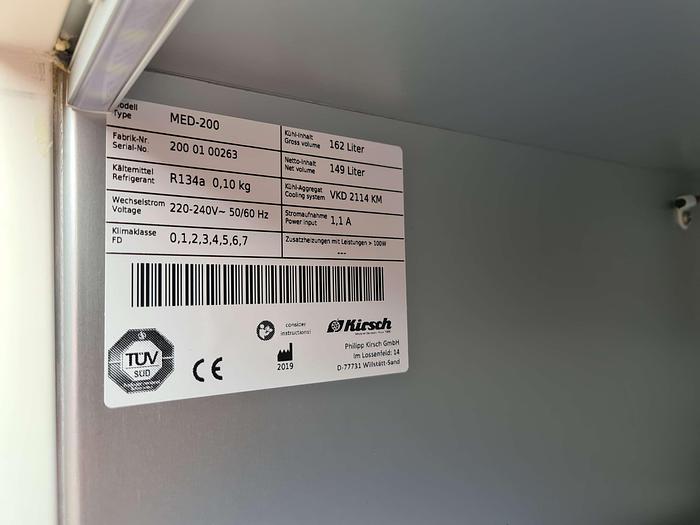 Modell
Type
MED-200
Kühl-Inhalt
Gross volume
162 Liter
Fabrik-Nr.
Serial-No.
200 01 00263
Netto-Inhalt
Net volume
149 Liter
Kältemittel
Refrigerant
R134a 0,10 kg
Kühl-Aggregat
Cooling system
VKD 2114 KM
Wechselstrom
Voltage
220-240V~ 50/60 Hz
Stromaufnahme
Power input
1,1 A
Klimaklasse
FD
0,1,2,3,4,5,6,7
Zusatzheizungen mit Leistungen > 100W
---
consider
instructions!
Kirsch
TÜV
SÜD
CE
2019
Philipp Kirsch GmbH
Im Lossenfeld: 14
D-77731 Willstätt-Sand